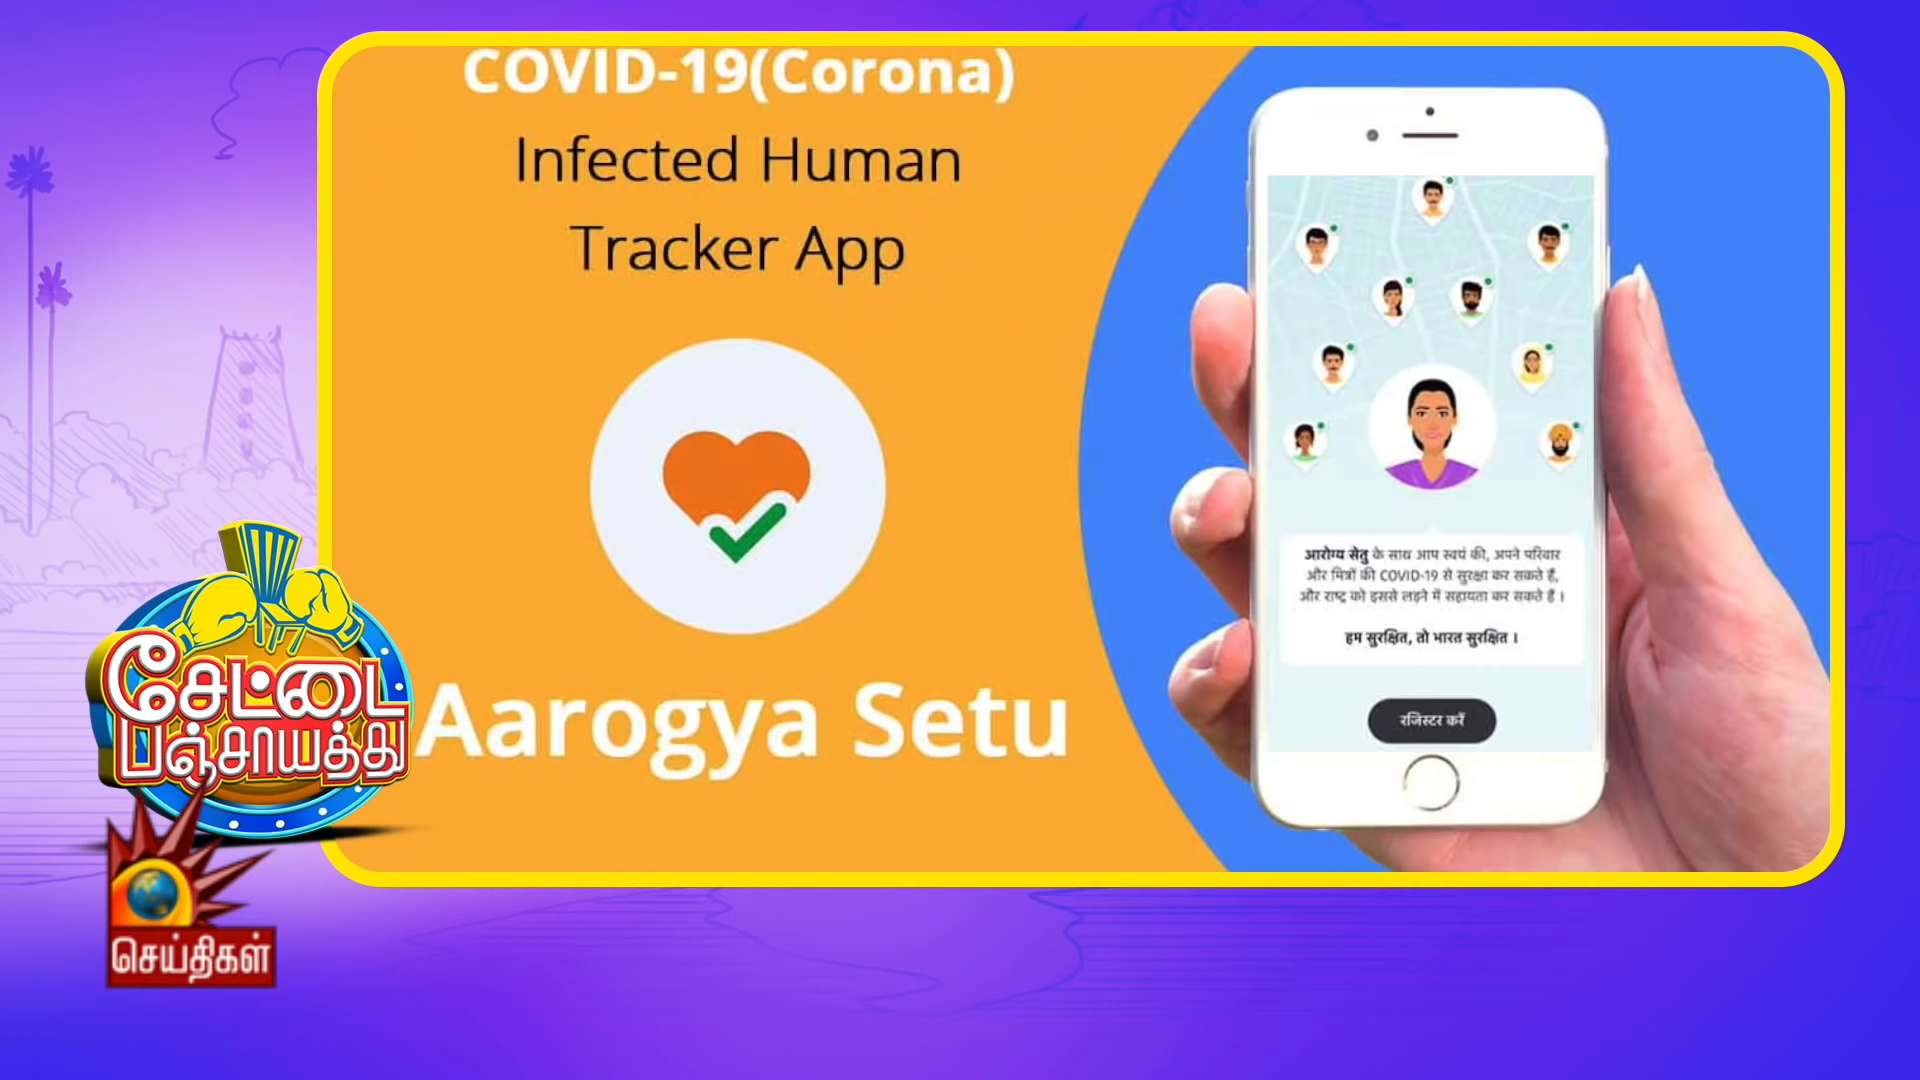 COVID-19(Corona)
Infected Human
Tracker App
Aarogya Setu
आरोग्य सेतु के साथ आप स्वयं की, अपने परिवार
और मित्रों की COVID-19 से सुरक्षा कर सकते हैं,
और राष्ट्र को इससे लड़ने में सहायता कर सकते हैं ।
हम सुरक्षित, तो भारत सुरक्षित ।
रजिस्टर करें
சேட்டை
பஞ்சாயத்து
செய்திகள்